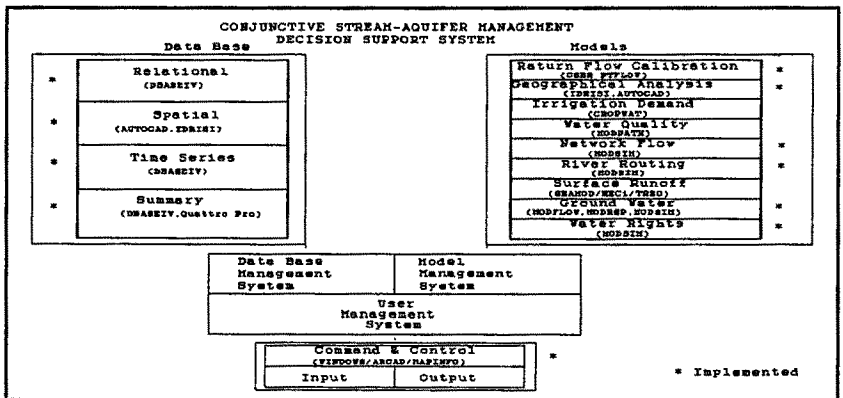 CONJUNCTIVE STREAM-AQUIFER MANAGEMENT
DECISION SUPPORT SYSTEM
Data Base
Relational
(DBASEIV)
*
Spatial
(AUTOCAD.IDRISI)
*
Time Series
(DBASEIV)
*
Summary
(DBASEIV,Quattro Pro)
*
Models
Return Flow Calibration
*
Geographical Analysis
(IDRISI,AUTOCAD)
*
Irrigation Demand
(CROPWAT)
Water Quality
(MODPATH)
Network Flow
(MODSIM)
*
River Routing
(MODSIM)
*
Surface Runoff
Ground Water
(MODFLOW,MODRSP,MODSIM)
*
Water Rights
(MODSIM)
*
Data Base
Management
System
Model
Management
System
User
Management
System
Command & Control
(WINDOWS/ARCAD/MAPINFO)
*
Input
Output
* Implemented